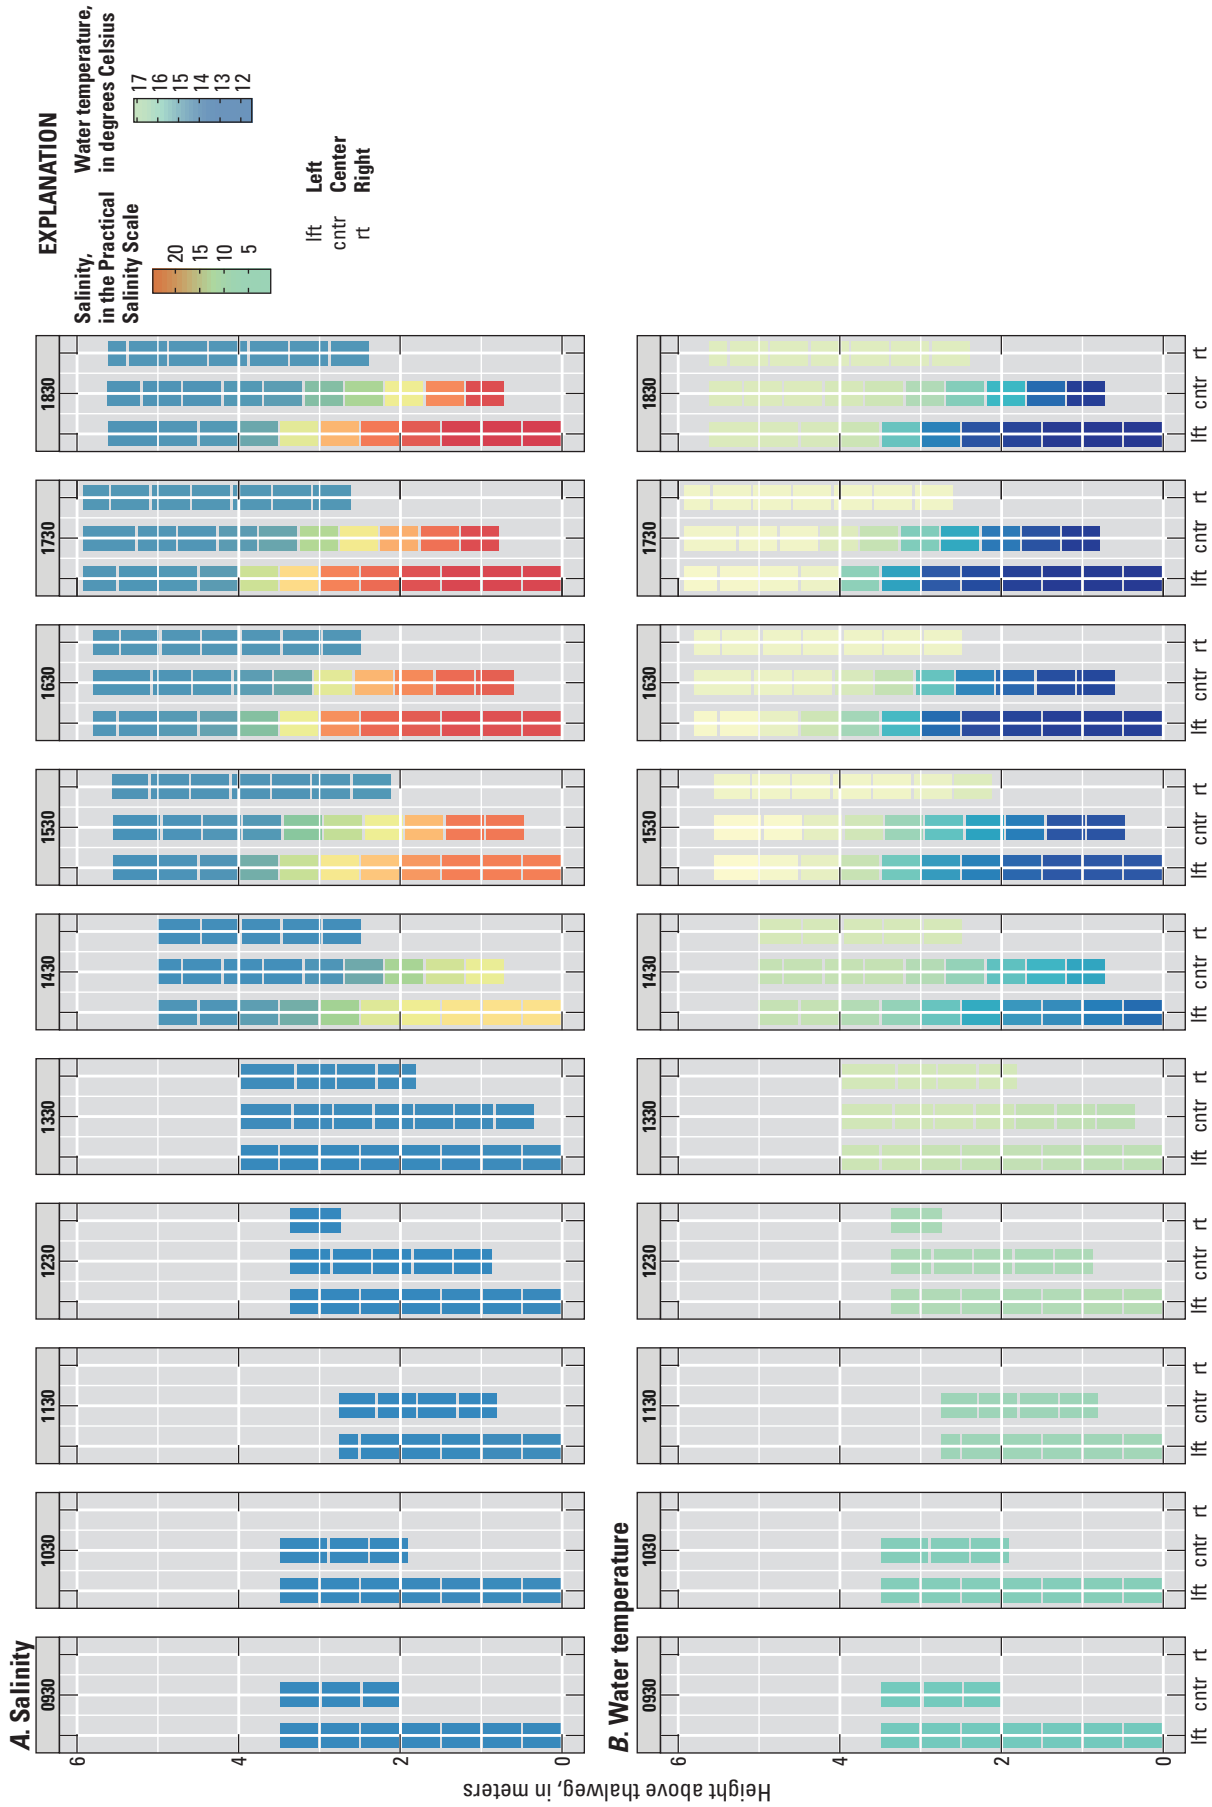 A. Salinity
0930 1030 1130 1230 1330 1430 1530 1630 1730 1830
6
4
2
0
B. Water temperature
0930 1030 1130 1230 1330 1430 1530 1630 1730 1830
6
4
2
0
lft cntr rt lft cntr rt lft cntr rt lft cntr rt lft cntr rt lft cntr rt lft cntr rt lft cntr rt lft cntr rt lft cntr rt
Height above thalweg, in meters
EXPLANATION
Salinity,
in the Practical
Salinity Scale
20
15
10
5
Water temperature,
in degrees Celsius
17
16
15
14
13
12
lft Left
cntr Center
rt Right